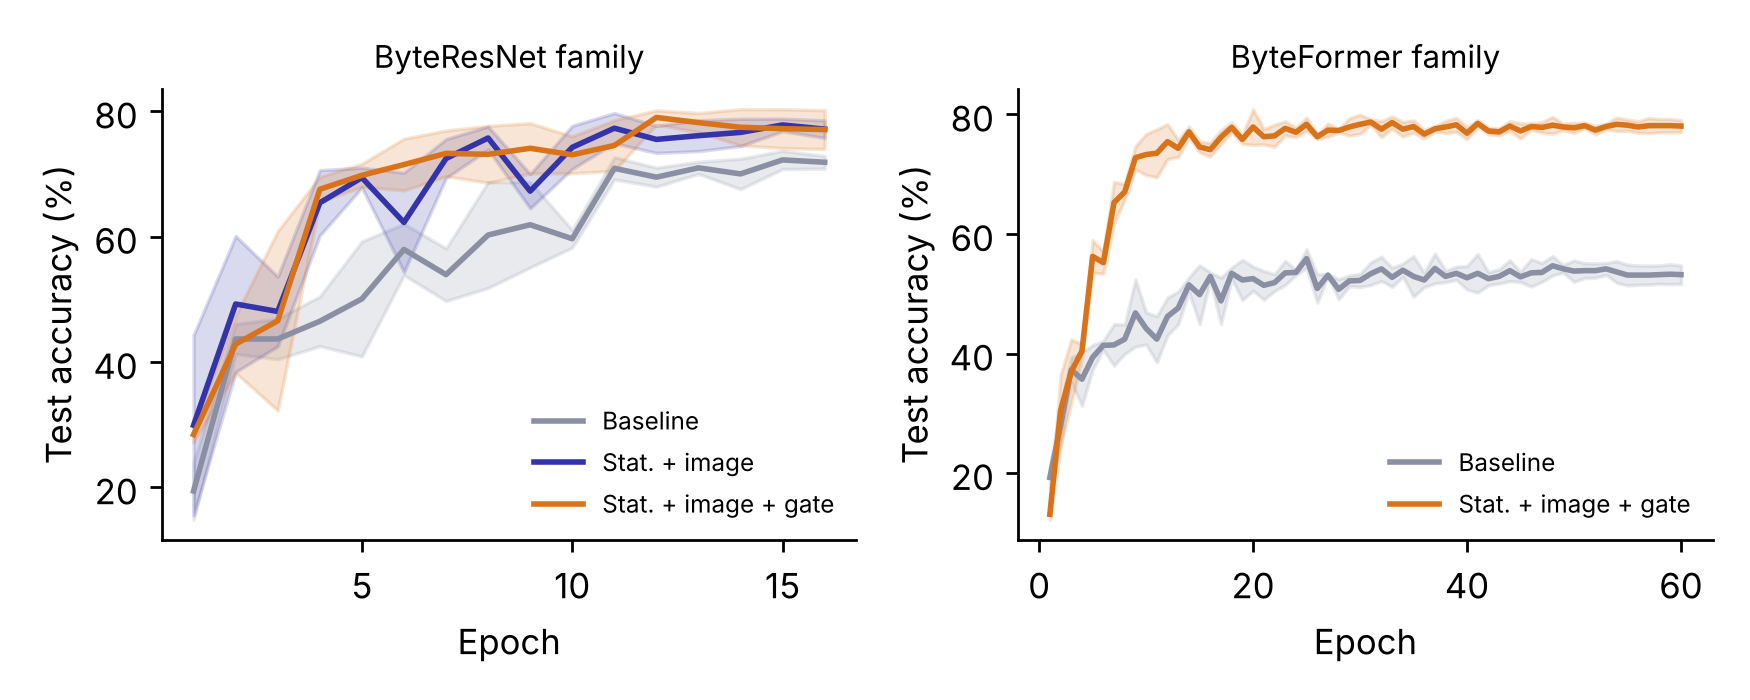 ByteResNet family
Test accuracy (%)
80
60
40
20
Baseline
Stat. + image
Stat. + image + gate
5
10
15
Epoch
ByteFormer family
Test accuracy (%)
80
60
40
20
Baseline
Stat. + image + gate
0
20
40
60
Epoch